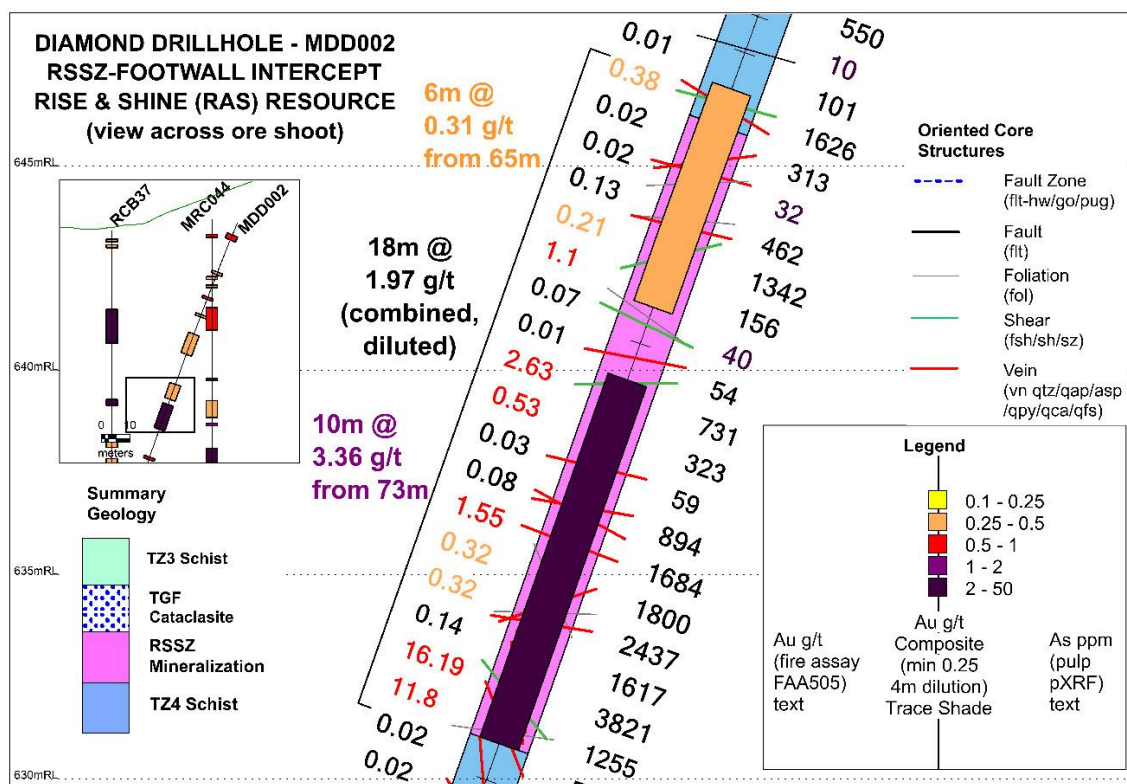 DIAMOND DRILLHOLE - MDD002
RSSZ-FOOTWALL INTERCEPT
RISE & SHINE (RAS) RESOURCE
(view across ore shoot)
6m @
0.31 g/t
from 65m
645mRL
RCB37
MRC044
MDD002
0 10
meters
18m @
1.97 g/t
(combined,
diluted)
640mRL
10m @
3.36 g/t
from 73m
635mRL
630mRL
Summary
Geology
TZ3 Schist
TGF
Cataclasite
RSSZ
Mineralization
TZ4 Schist
0.01
0.38
0.02
0.02
0.13
0.21
1.1
0.07
0.01
2.63
0.53
0.03
0.08
1.55
0.32
0.32
0.14
16.19
11.8
0.02
0.02
550
10
101
1626
313
32
462
1342
156
40
54
731
323
59
894
1684
1800
2437
1617
3821
1255
Oriented Core
Structures
Fault Zone
(flt-hw/go/pug)
Fault
(flt)
Foliation
(fol)
Shear
(fsh/sh/sz)
Vein
(vn qtz/qap/asp
/qpy/qca/qfs)
Legend
0.1 - 0.25
0.25 - 0.5
0.5 - 1
1 - 2
2 - 50
Au g/t
(fire assay
FAA505)
text
Au g/t
Composite
(min 0.25
4m dilution)
Trace Shade
As ppm
(pulp
pXRF)
text